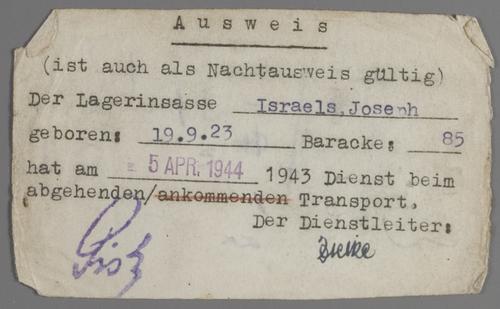 Ausweis
(ist auch als Nachtausweis gültig)
Der Lagerinsasse Israels, Joseph
geboren: 19.9.23 Baracke: 85
hat am 5 APR. 1944 1943 Dienst beim
abgehenden/ankommenden Transport.
Der Dienstleiter: